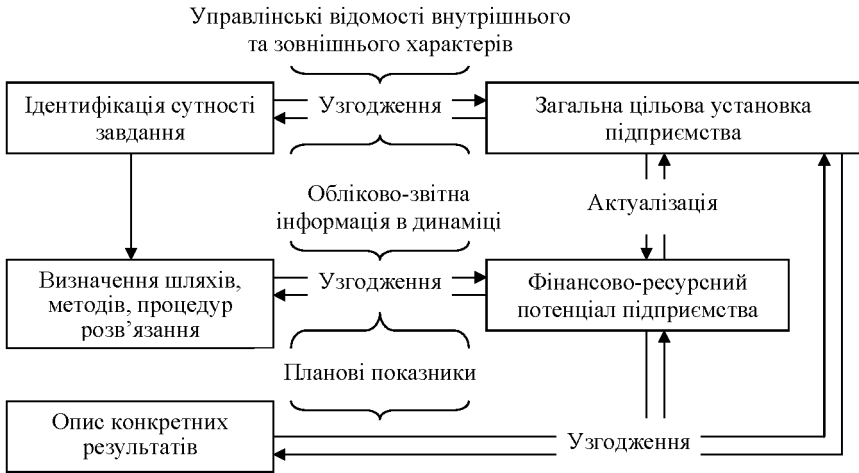 Управлінські відомості внутрішнього
та зовнішнього характерів
Ідентифікація сутності
завдання
Узгодження
Загальна цільова установка
підприємства
Обліково-звітна
інформація в динаміці
Актуалізація
Визначення шляхів,
методів, процедур
розв’язання
Узгодження
Фінансово-ресурсний
потенціал підприємства
Планові показники
Опис конкретних
результатів
Узгодження